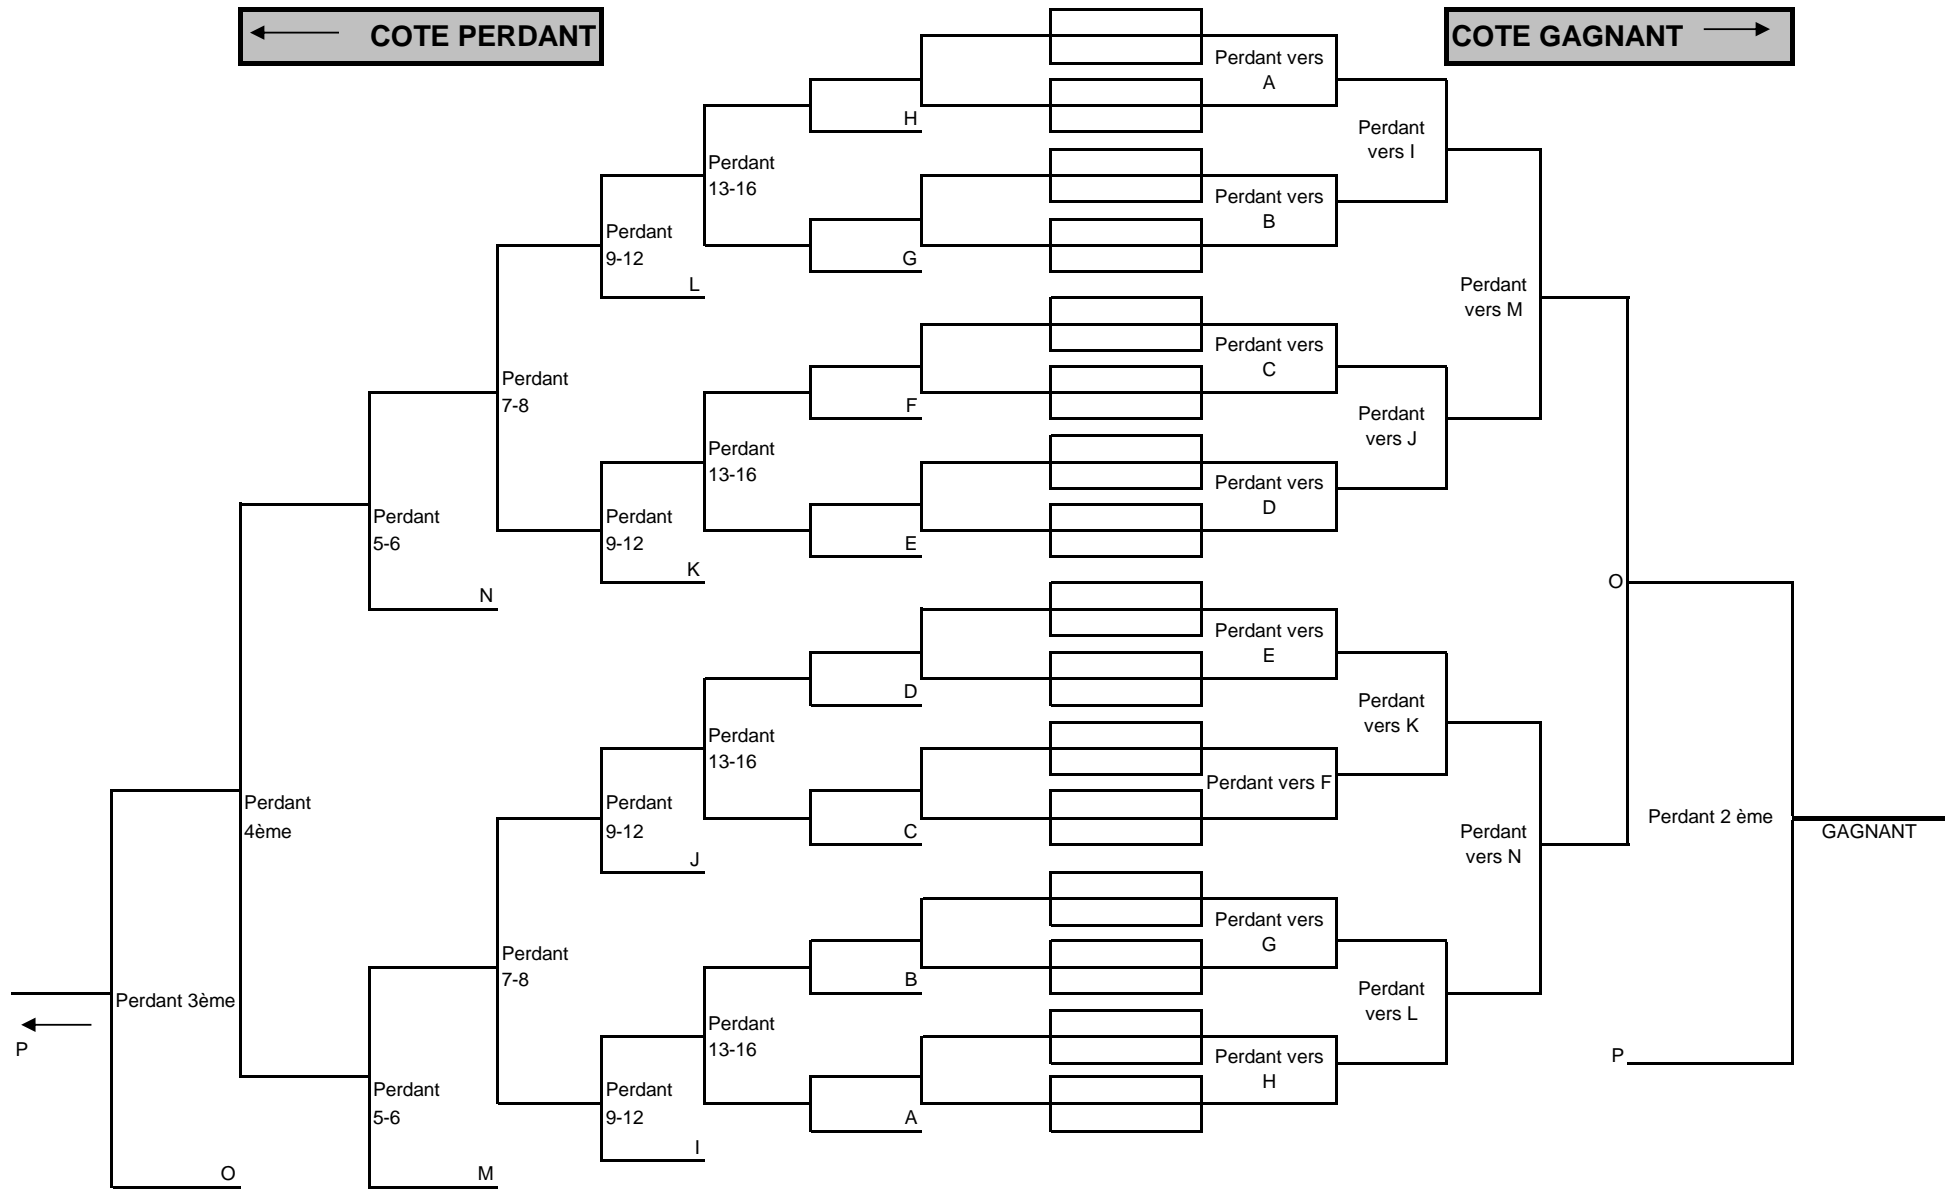 COTE PERDANT
COTE GAGNANT
Perdant vers
A
H
Perdant
vers I
Perdant
13-16
Perdant vers
B
Perdant
9-12
G
L
Perdant
vers M
Perdant vers
C
Perdant
7-8
F
Perdant
vers J
Perdant
13-16
Perdant vers
D
Perdant
5-6
Perdant
9-12
E
K
N
O
Perdant vers
E
D
Perdant
vers K
Perdant
13-16
Perdant vers F
Perdant
4ème
Perdant
9-12
C
J
Perdant
vers N
Perdant 2 ème
GAGNANT
Perdant vers
G
Perdant
7-8
B
Perdant 3ème
P
Perdant
vers L
Perdant
13-16
Perdant vers
H
P
Perdant
5-6
Perdant
9-12
A
I
O
M